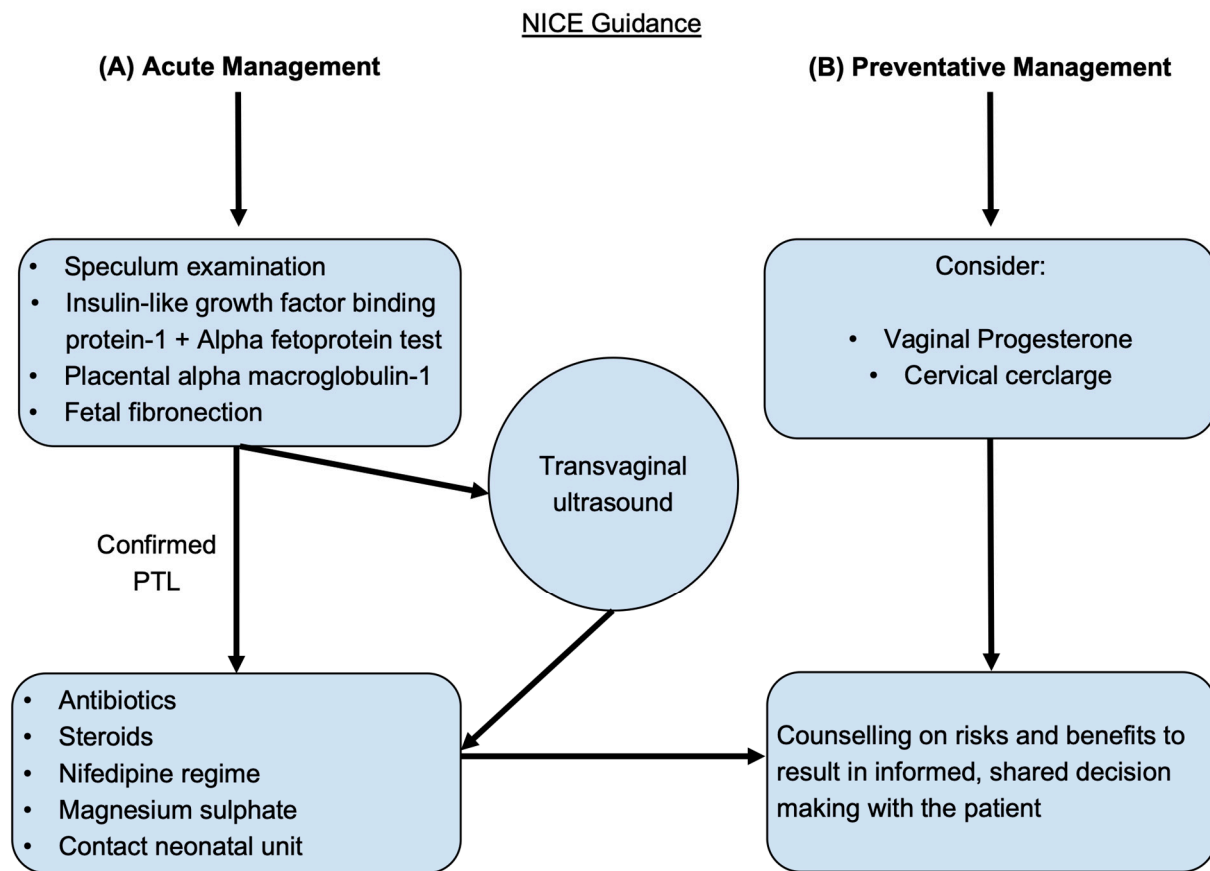 NICE Guidance
(A) Acute Management
(B) Preventative Management
• Speculum examination
• Insulin-like growth factor binding
protein-1 + Alpha fetoprotein test
• Placental alpha macroglobulin-1
• Fetal fibronection
Consider:
• Vaginal Progesterone
• Cervical cerclarge
Transvaginal
ultrasound
Confirmed
PTL
• Antibiotics
• Steroids
• Nifedipine regime
• Magnesium sulphate
• Contact neonatal unit
Counselling on risks and benefits to
result in informed, shared decision
making with the patient